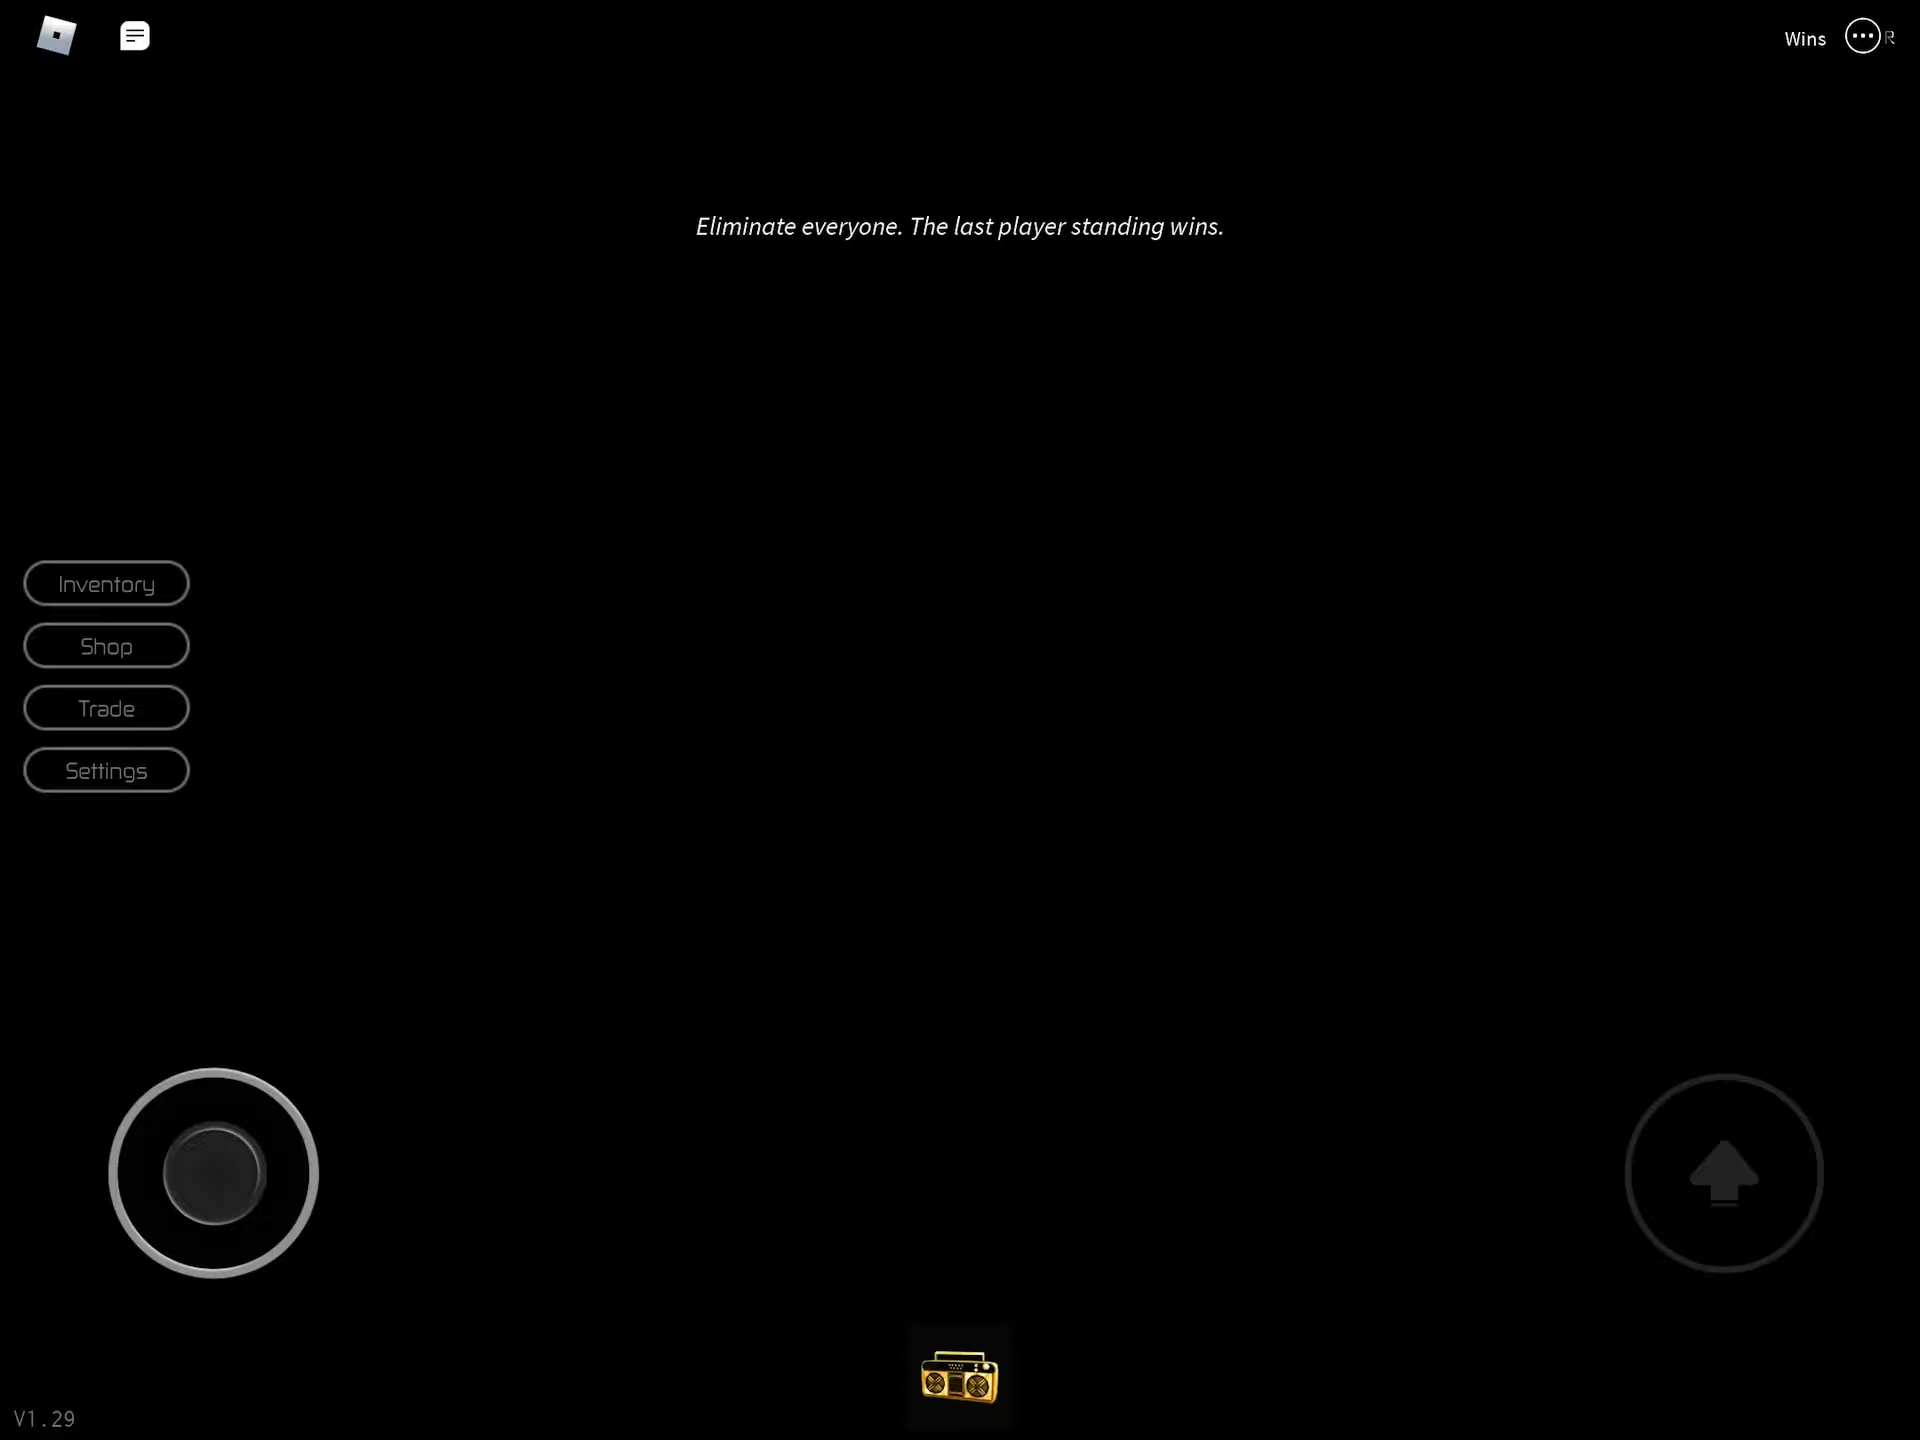 Wins
R
Eliminate everyone. The last player standing wins.
Inventory
Shop
Trade
Settings
V1.29